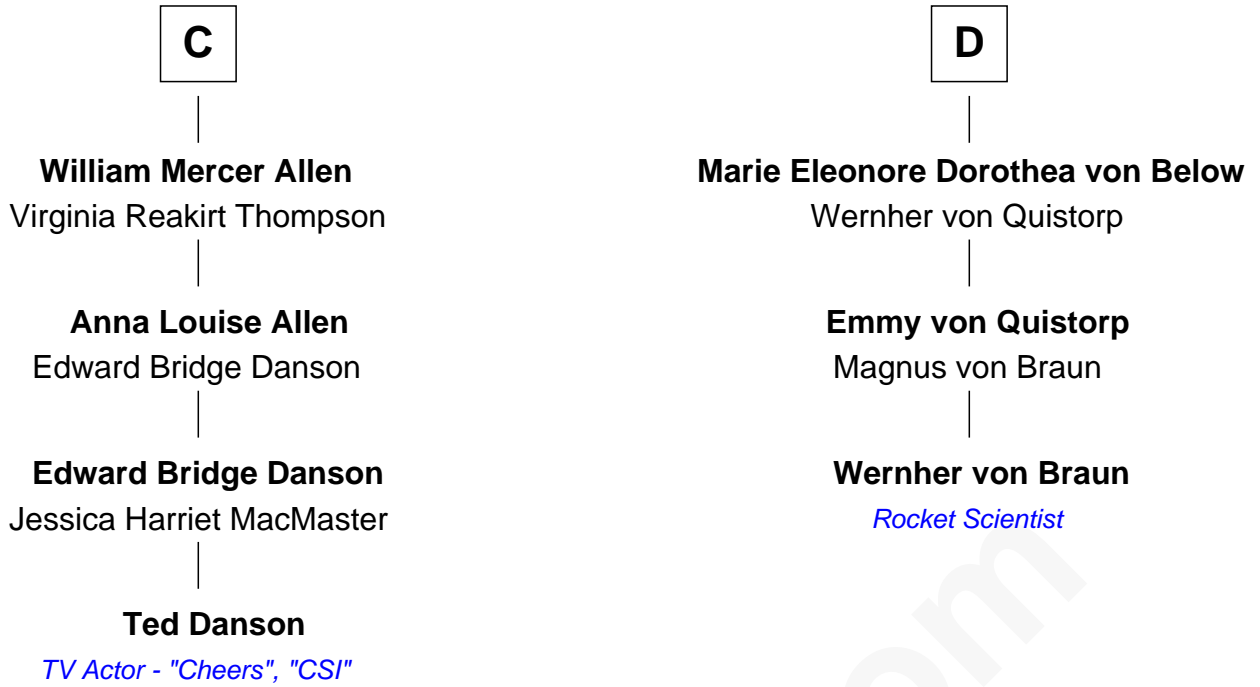 C
William Mercer Allen
Virginia Reakirt Thompson
Anna Louise Allen
Edward Bridge Danson
Edward Bridge Danson
Jessica Harriet MacMaster
Ted Danson
TV Actor - "Cheers", "CSI"
D
Marie Eleonore Dorothea von Below
Wernher von Quistorp
Emmy von Quistorp
Magnus von Braun
Wernher von Braun
Rocket Scientist
om